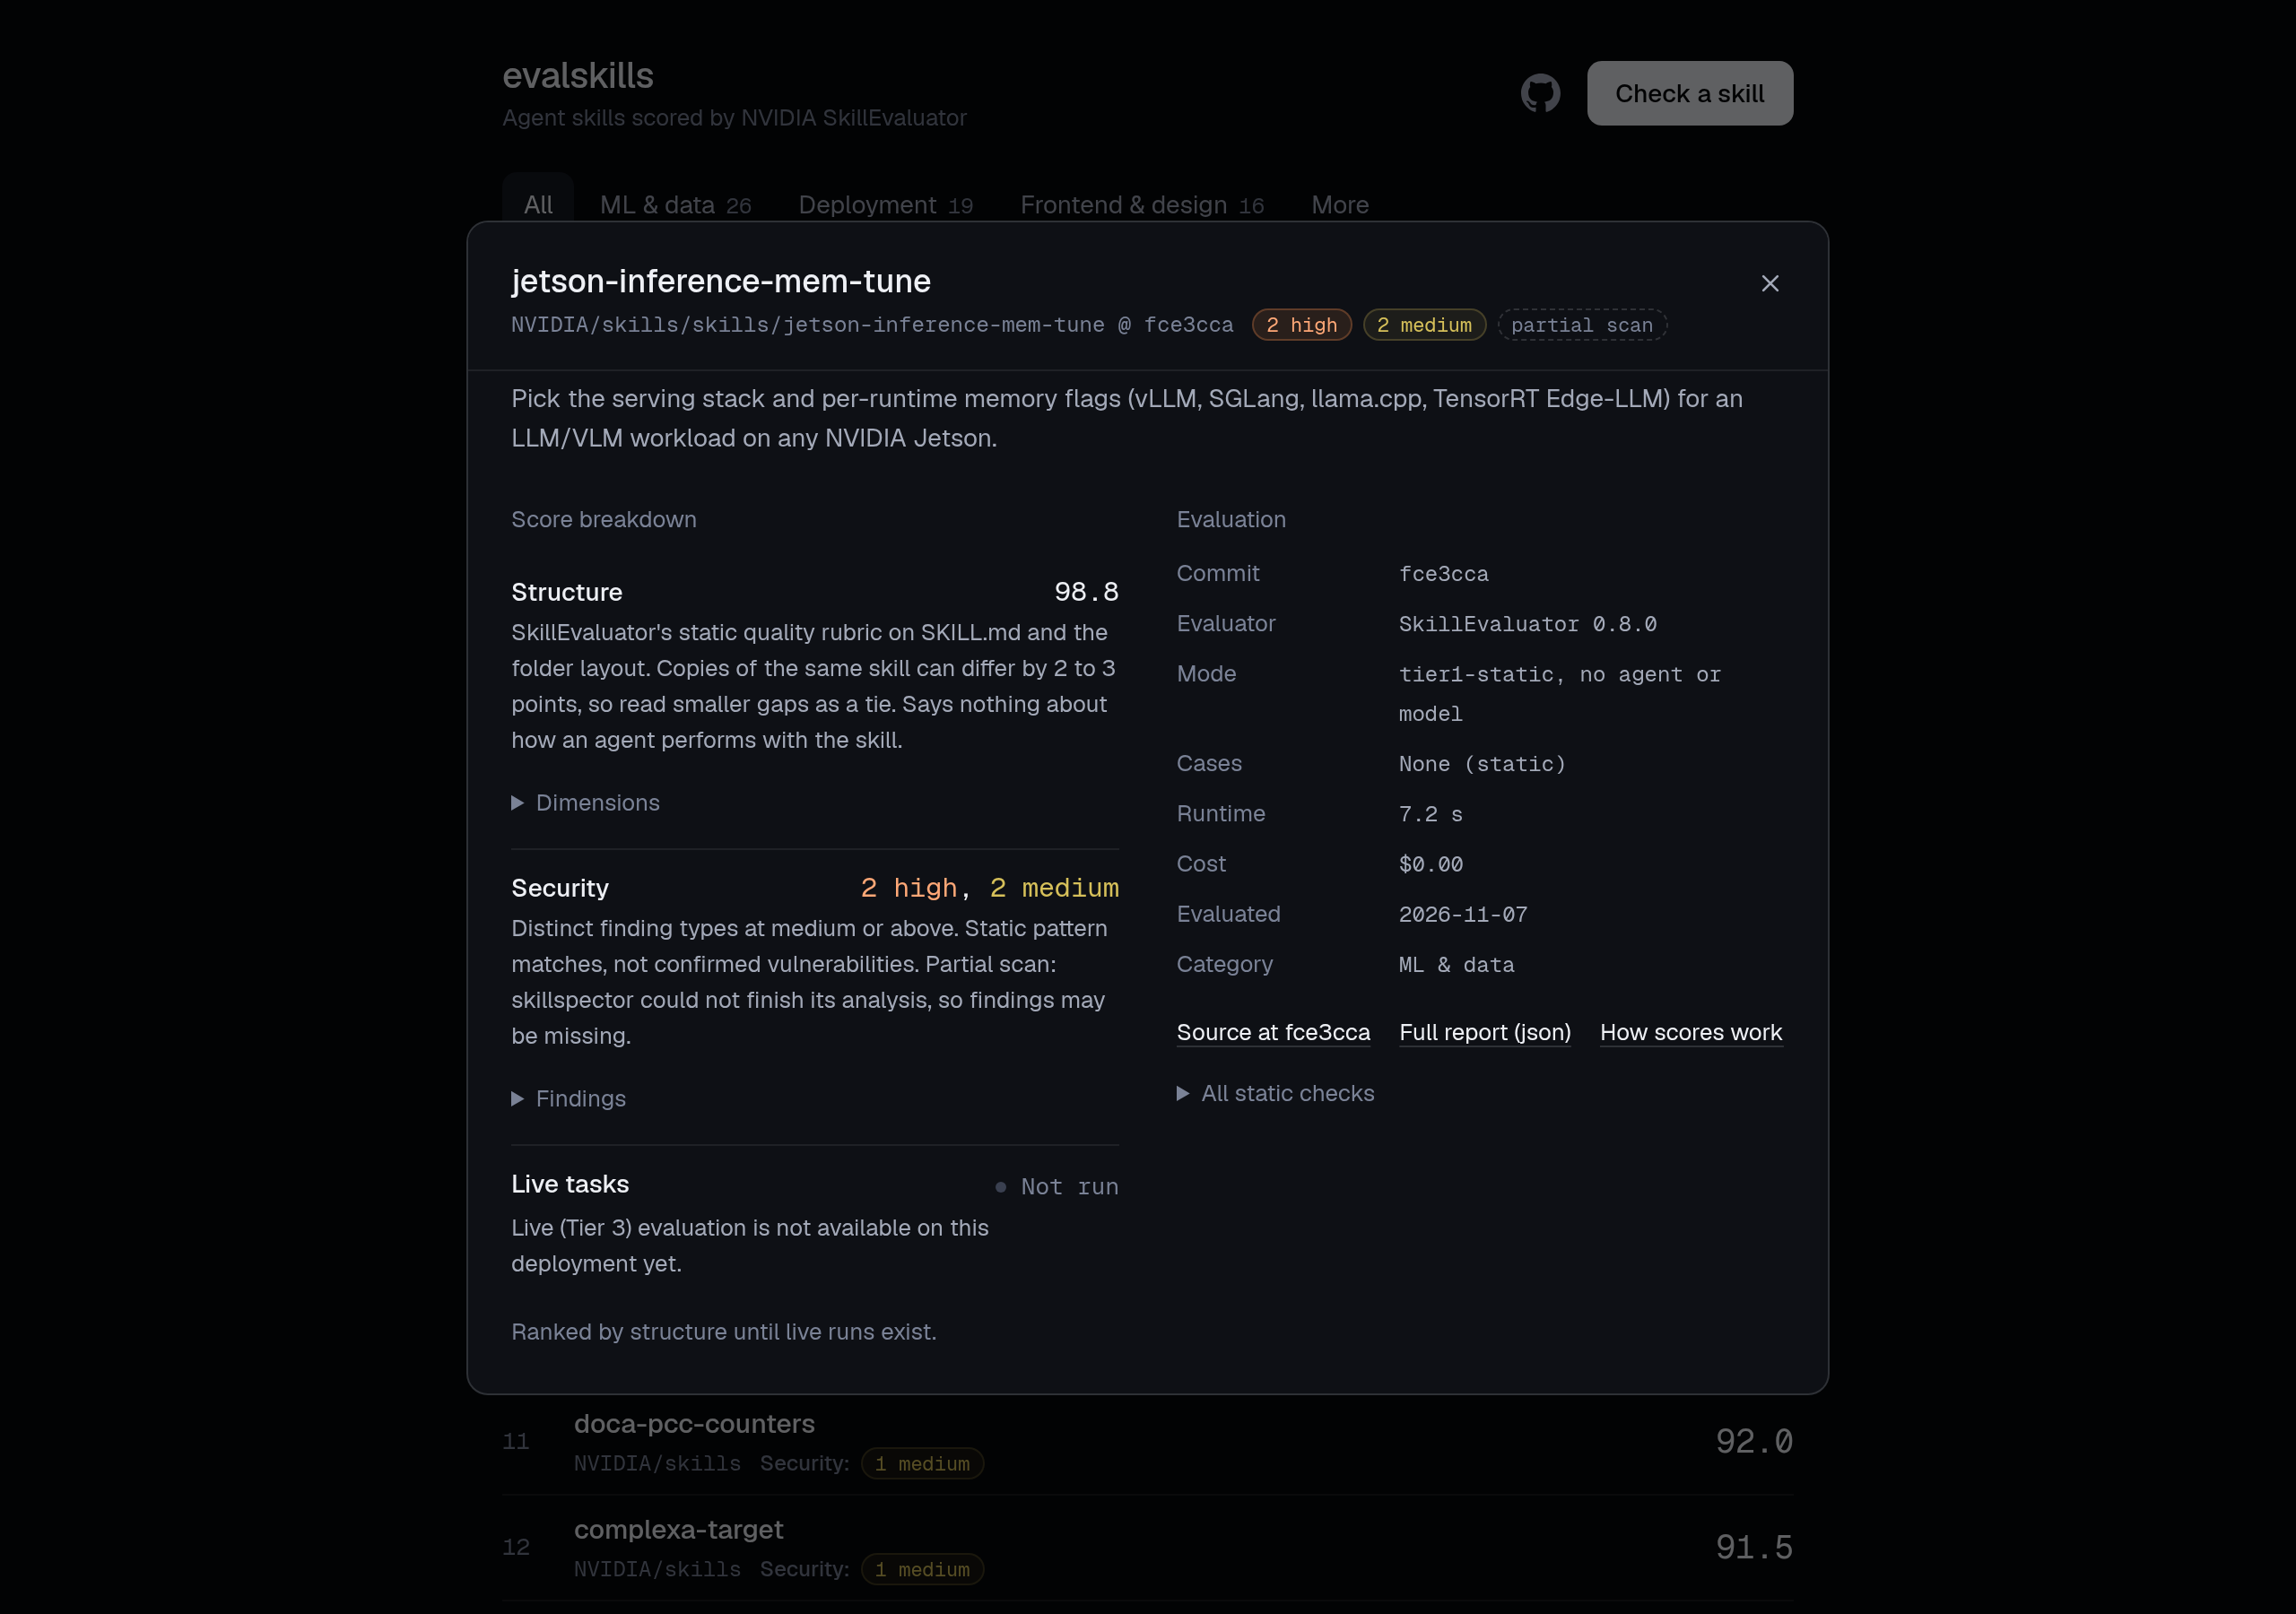 evalskills
Agent skills scored by NVIDIA SkillEvaluator
Check a skill
All ML & data 26 Deployment 19 Frontend & design 16 More
jetson-inference-mem-tune
NVIDIA/skills/skills/jetson-inference-mem-tune @ fce3cca 2 high 2 medium partial scan
Pick the serving stack and per-runtime memory flags (vLLM, SGLang, llama.cpp, TensorRT Edge-LLM) for an
LLM/VLM workload on any NVIDIA Jetson.
Score breakdown
Structure 98.8
SkillEvaluator's static quality rubric on SKILL.md and the
folder layout. Copies of the same skill can differ by 2 to 3
points, so read smaller gaps as a tie. Says nothing about
how an agent performs with the skill.
Dimensions
Security 2 high, 2 medium
Distinct finding types at medium or above. Static pattern
matches, not confirmed vulnerabilities. Partial scan:
skillspector could not finish its analysis, so findings may
be missing.
Findings
Live tasks Not run
Live (Tier 3) evaluation is not available on this
deployment yet.
Ranked by structure until live runs exist.
Evaluation
Commit fce3cca
Evaluator SkillEvaluator 0.8.0
Mode tier1-static, no agent or
model
Cases None (static)
Runtime 7.2 s
Cost $0.00
Evaluated 2026-11-07
Category ML & data
Source at fce3cca Full report (json) How scores work
All static checks
11 doca-pcc-counters 92.0
NVIDIA/skills Security: 1 medium
12 complexa-target 91.5
NVIDIA/skills Security: 1 medium